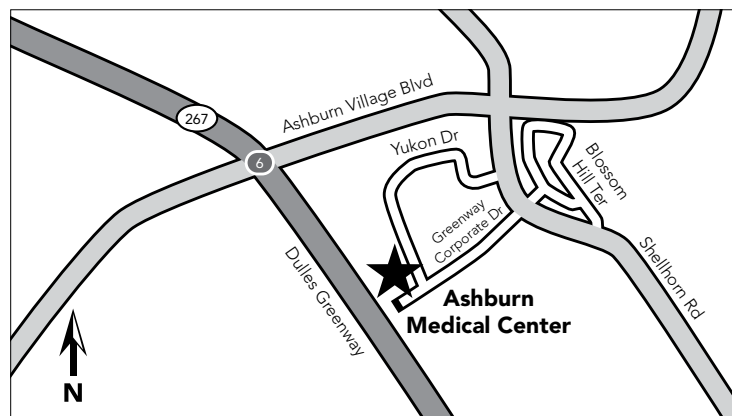 Ashburn Village Blvd
267
6
Yukon Dr
Blossom
Hill Ter
Greenway
Corporate Dr
Shellhorn Rd
Dulles Greenway
Ashburn
Medical Center
N